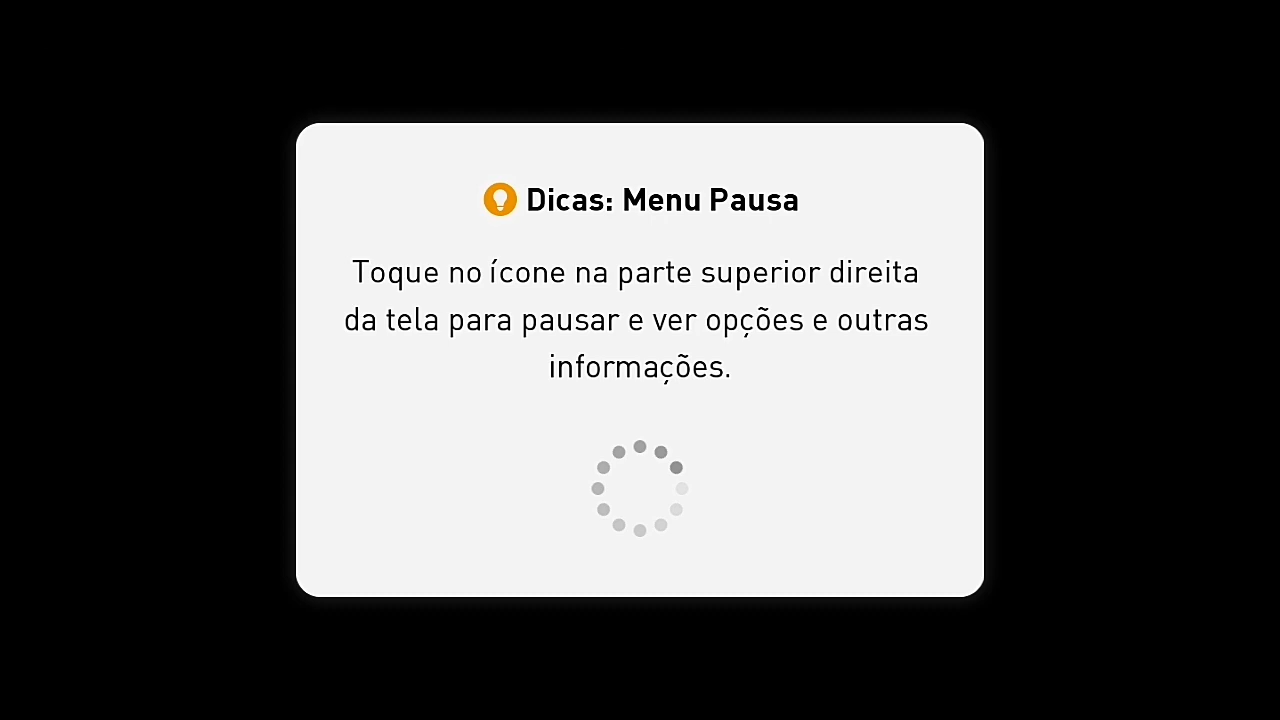 Dicas: Menu Pausa
Toque no ícone na parte superior direita
da tela para pausar e ver opções e outras
informações.